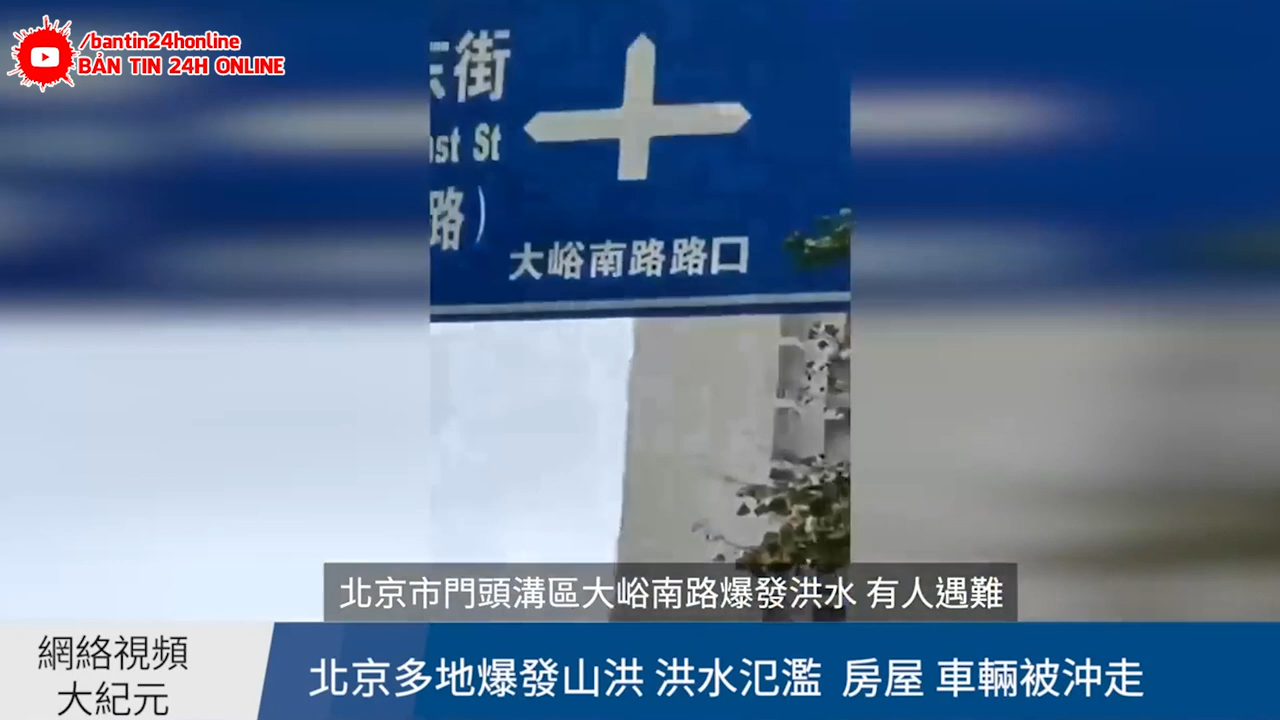 /bantin24honline
BẢN TIN 24H ONLINE
街
St
路）
大峪南路路口
北京市門頭溝區大峪南路爆發洪水 有人遇難
網絡視頻
大紀元
北京多地爆發山洪 洪水氾濫 房屋 車輛被沖走